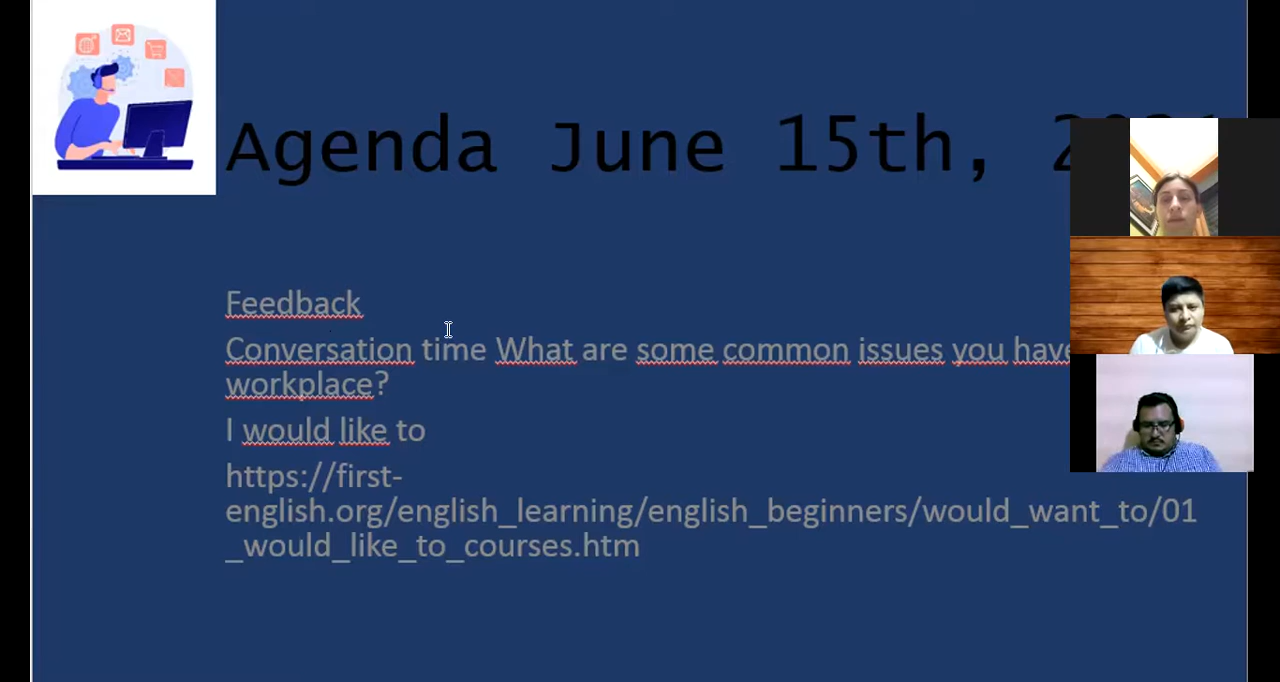 Agenda June 15th,
Feedback
Conversation time What are some common issues you have
workplace?
I would like to
https://first-
english.org/english_learning/english_beginners/would_want_to/01
_would_like_to_courses.htm